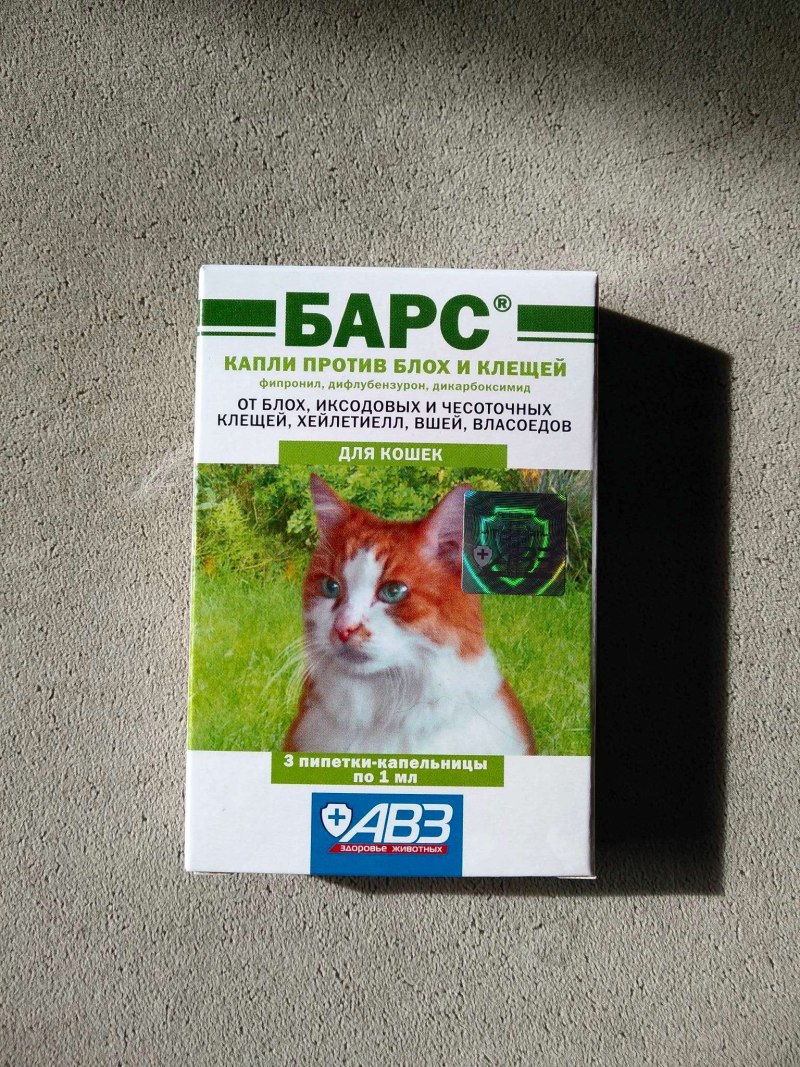 БАРС®
КАПЛИ ПРОТИВ БЛОХ И КЛЕЩЕЙ
фипронил, дифлубензурон, дикарбоксимид
ОТ БЛОХ, ИКСОДОВЫХ И ЧЕСОТОЧНЫХ
КЛЕЩЕЙ, ХЕЙЛЕТИЕЛЛ, ВШЕЙ, ВЛАСОЕДОВ
ДЛЯ КОШЕК
3 пипетки-капельницы
по 1 мл
АВЗ
ЗДОРОВЬЕ ЖИВОТНЫХ